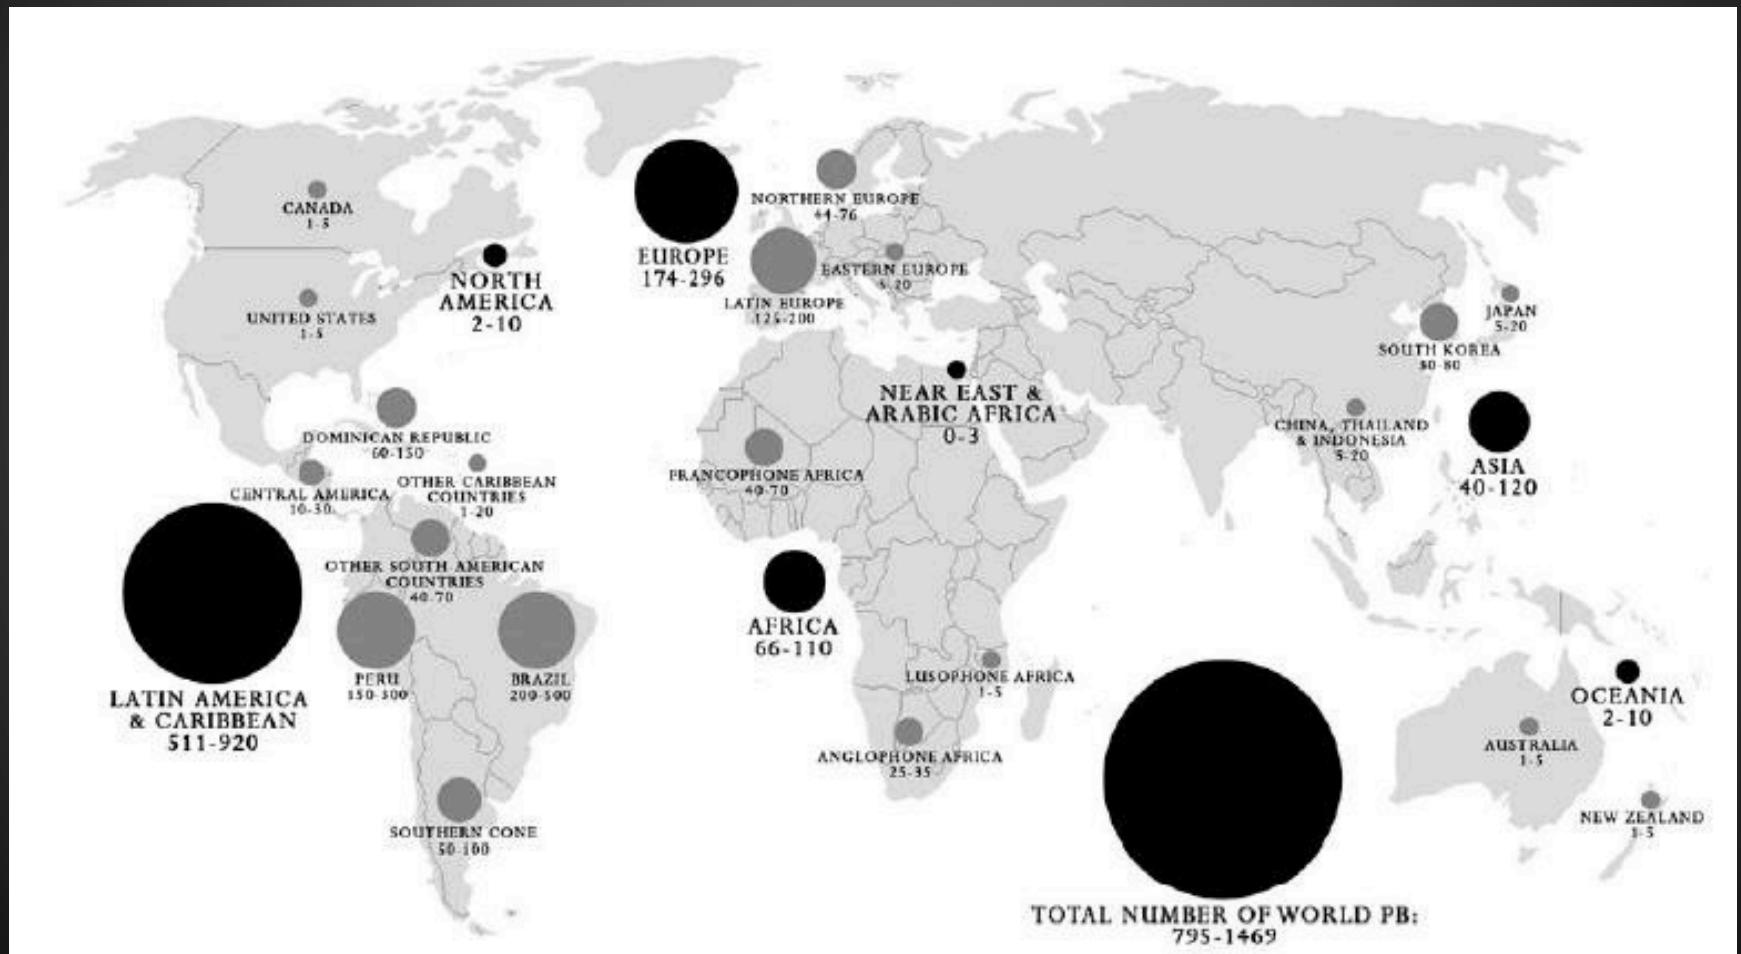 CANADA
1-5
NORTH
AMERICA
2-10
UNITED STATES
1-5
EUROPE
174-296
NORTHERN EUROPE
44-76
EASTERN EUROPE
5-20
LATIN EUROPE
125-200
JAPAN
5-20
SOUTH KOREA
NEAR EAST &
ARABIC AFRICA
0-3
CHINA, THAILAND
& INDONESIA
5-20
ASIA
40-120
DOMINICAN REPUBLIC
60-150
OTHER CARIBBEAN
COUNTRIES
1-20
CENTRAL AMERICA
10-30
FRANCOPHONE AFRICA
40-70
OTHER SOUTH AMERICAN
COUNTRIES
40-70
AFRICA
66-110
PERU
150-300
BRAZIL
200-300
LATIN AMERICA
& CARIBBEAN
511-920
LUSOPHONE AFRICA
1-5
ANGLOPHONE AFRICA
25-35
OCEANIA
2-10
AUSTRALIA
1-5
NEW ZEALAND
1-5
SOUTHERN CONE
50-100
TOTAL NUMBER OF WORLD PB:
795-1469